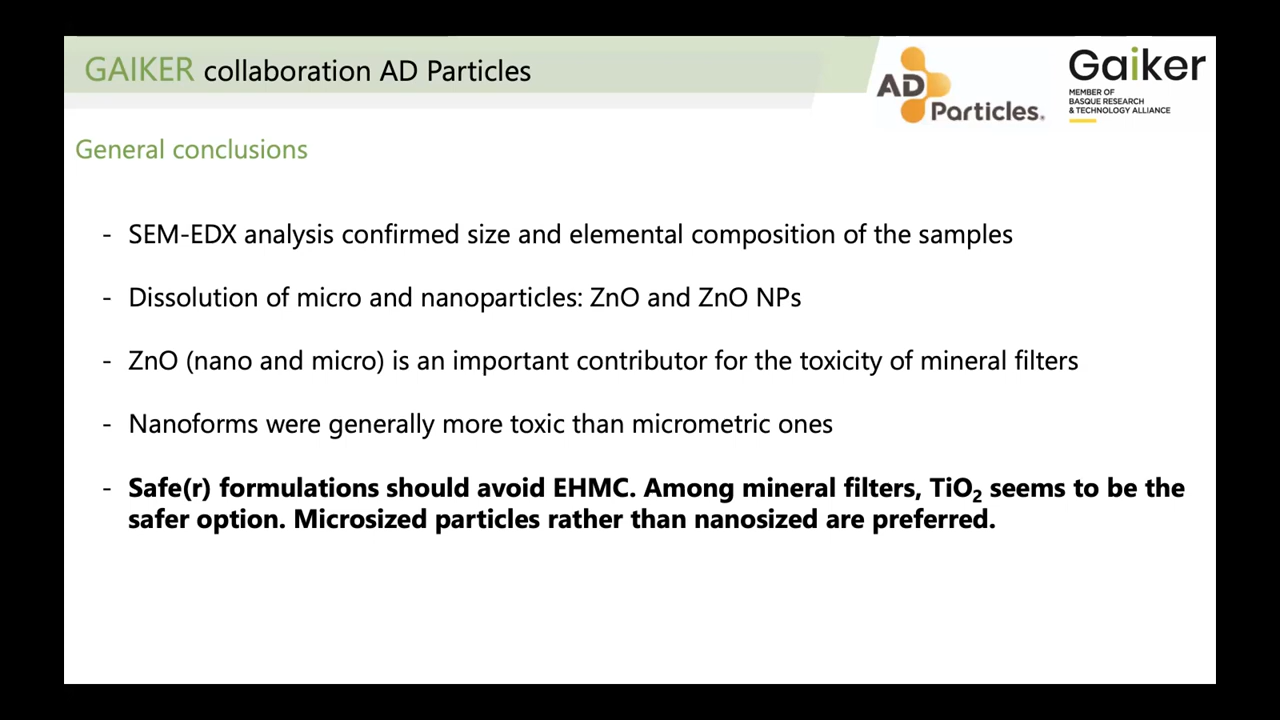 GAIKER collaboration AD Particles
AD Particles.
Gaiker
MEMBER OF
BASQUE RESEARCH
& TECHNOLOGY ALLIANCE
General conclusions
- SEM-EDX analysis confirmed size and elemental composition of the samples
- Dissolution of micro and nanoparticles: ZnO and ZnO NPs
- ZnO (nano and micro) is an important contributor for the toxicity of mineral filters
- Nanoforms were generally more toxic than micrometric ones
- Safe(r) formulations should avoid EHMC. Among mineral filters, TiO₂ seems to be the
safer option. Microsized particles rather than nanosized are preferred.